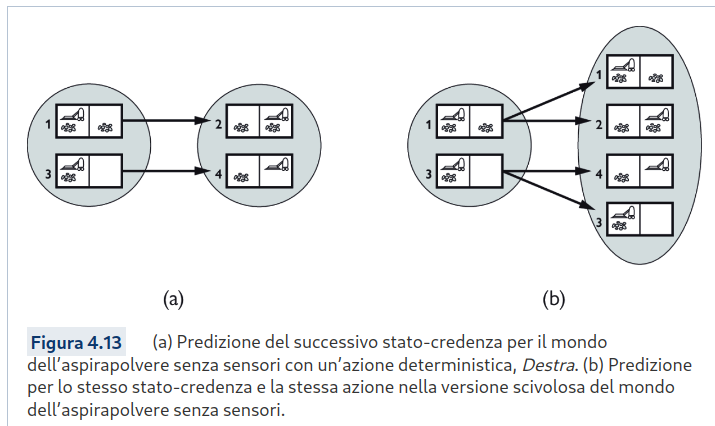 1
2
3
4
1
3
1
2
4
3
(a)
(b)
Figura 4.13 (a) Predizione del successivo stato-credenza per il mondo
dell’aspirapolvere senza sensori con un’azione deterministica, Destra. (b) Predizione
per lo stesso stato-credenza e la stessa azione nella versione scivolosa del mondo
dell’aspirapolvere senza sensori.